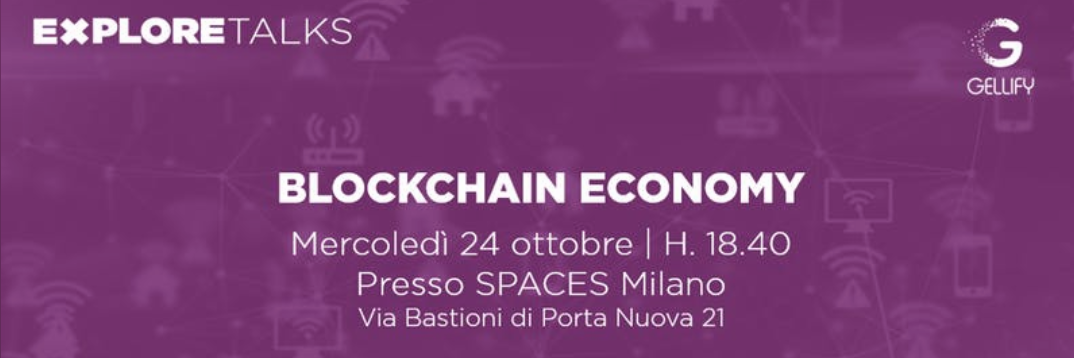 EXPLORETALKS
GELLIFY
BLOCKCHAIN ECONOMY
Mercoledì 24 ottobre | H. 18.40
Presso SPACES Milano
Via Bastioni di Porta Nuova 21